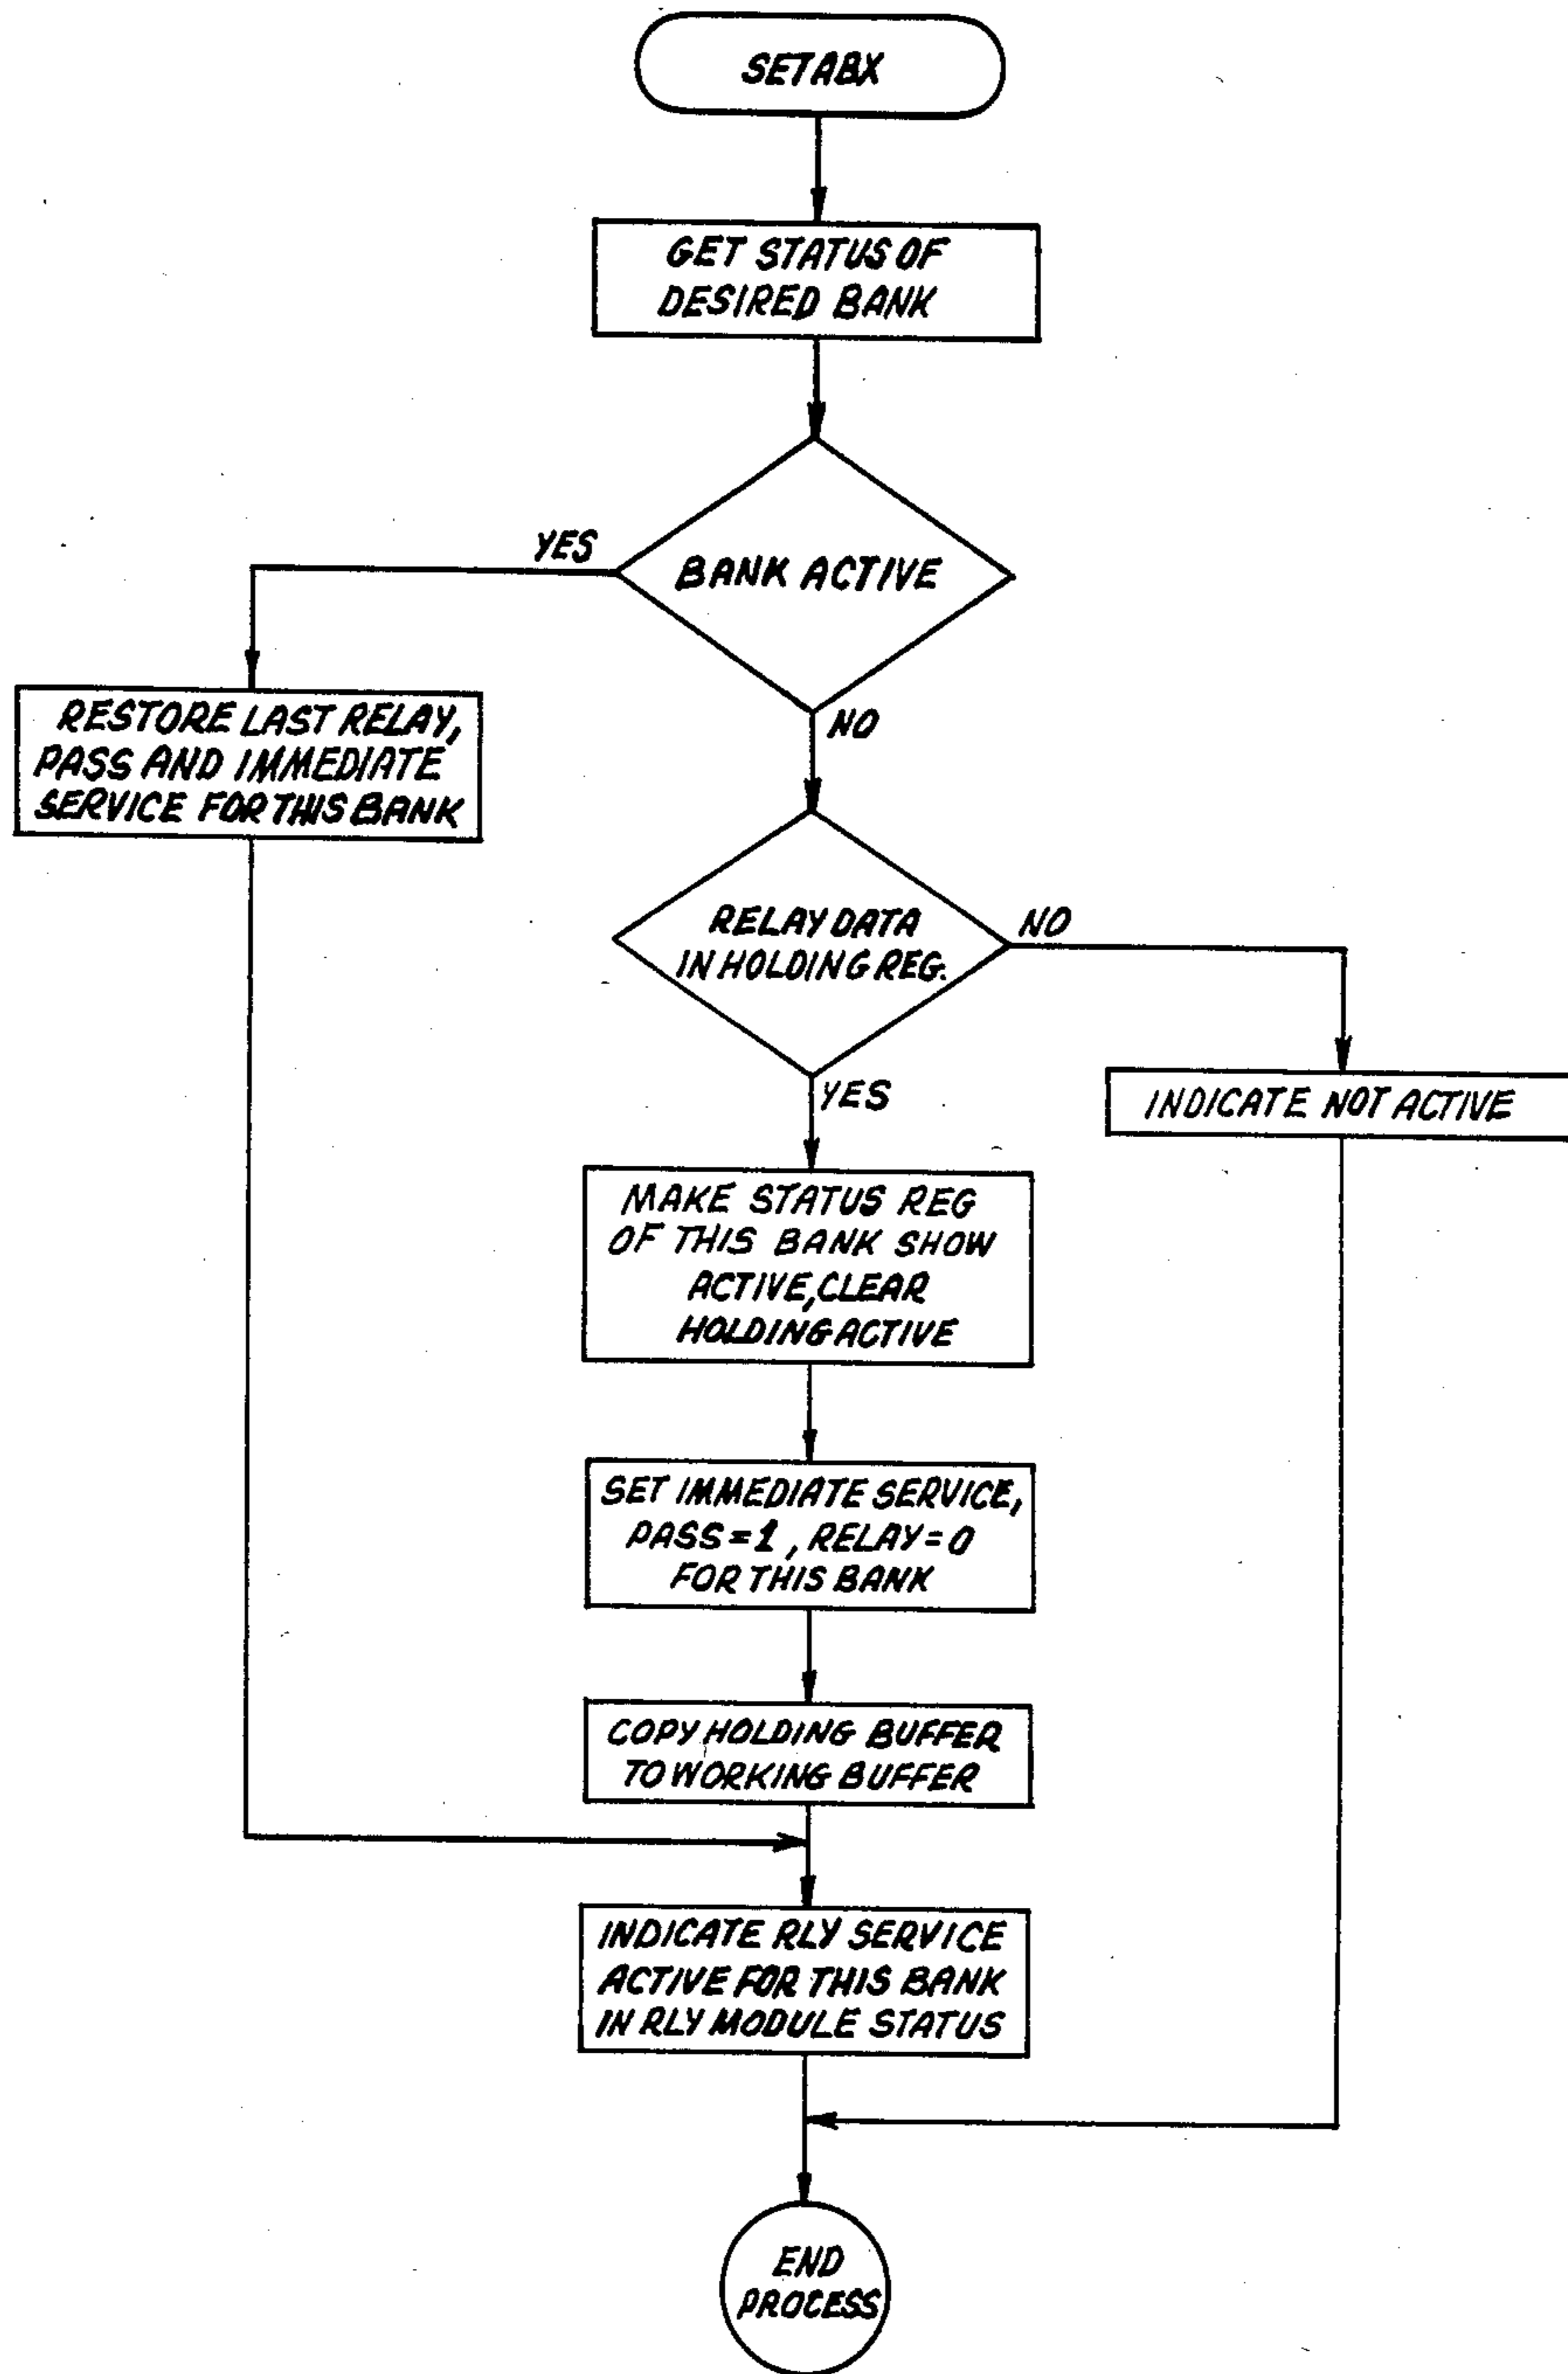 SETABX
GET STATUS OF
DESIRED BANK
YES
BANK ACTIVE
NO
RESTORE LAST RELAY,
PASS AND IMMEDIATE
SERVICE FOR THIS BANK
RELAY DATA
IN HOLDING REG.
NO
YES
INDICATE NOT ACTIVE
MAKE STATUS REG
OF THIS BANK SHOW
ACTIVE, CLEAR
HOLDING ACTIVE
SET IMMEDIATE SERVICE,
PASS = 1, RELAY = 0
FOR THIS BANK
COPY HOLDING BUFFER
TO WORKING BUFFER
INDICATE RLY SERVICE
ACTIVE FOR THIS BANK
IN RLY MODULE STATUS
END
PROCESS